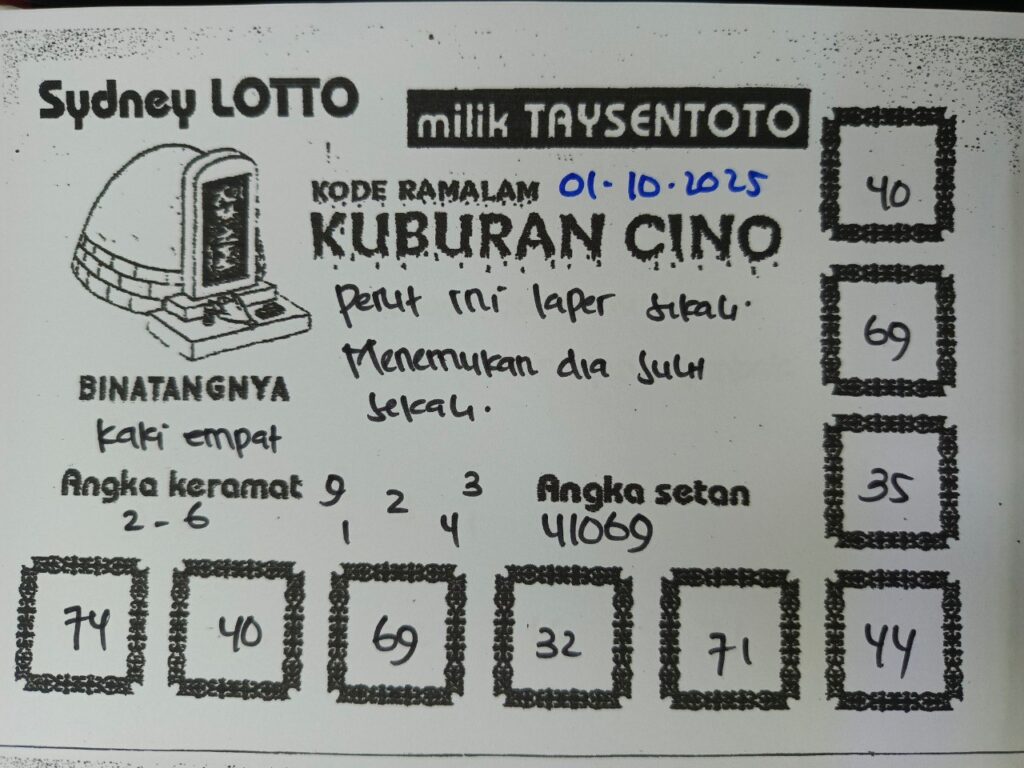 Sydney LOTTO
milik TAYSENTOTO
KODE RAMALAM 01.10.2025
KUBURAN CINO
Perut ini laper sikali.
Menemukan dia sulit
sekali.
BINATANGNYA
kaki empat
Angka keramat
2-6
9 2 3
1 4
Angka setan
41069
40
69
35
74 40 69 32 71 44